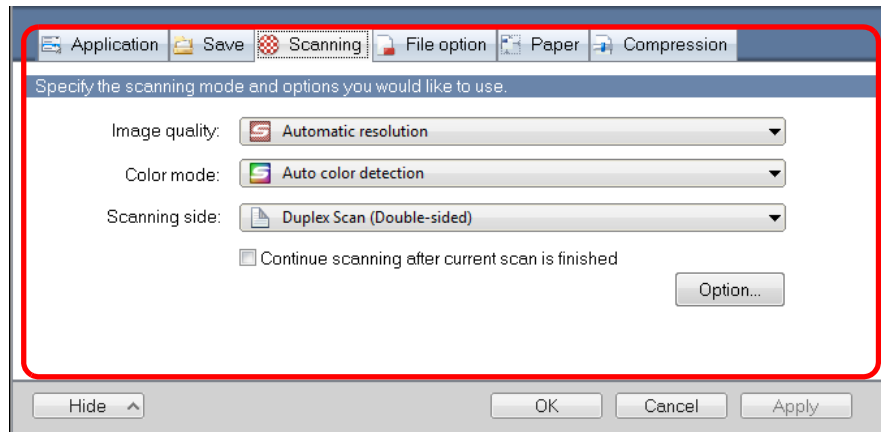 Application Save Scanning File option Paper Compression
Specify the scanning mode and options you would like to use.
Image quality: Automatic resolution
Color mode: Auto color detection
Scanning side: Duplex Scan (Double-sided)
Continue scanning after current scan is finished
Option...
Hide OK Cancel Apply